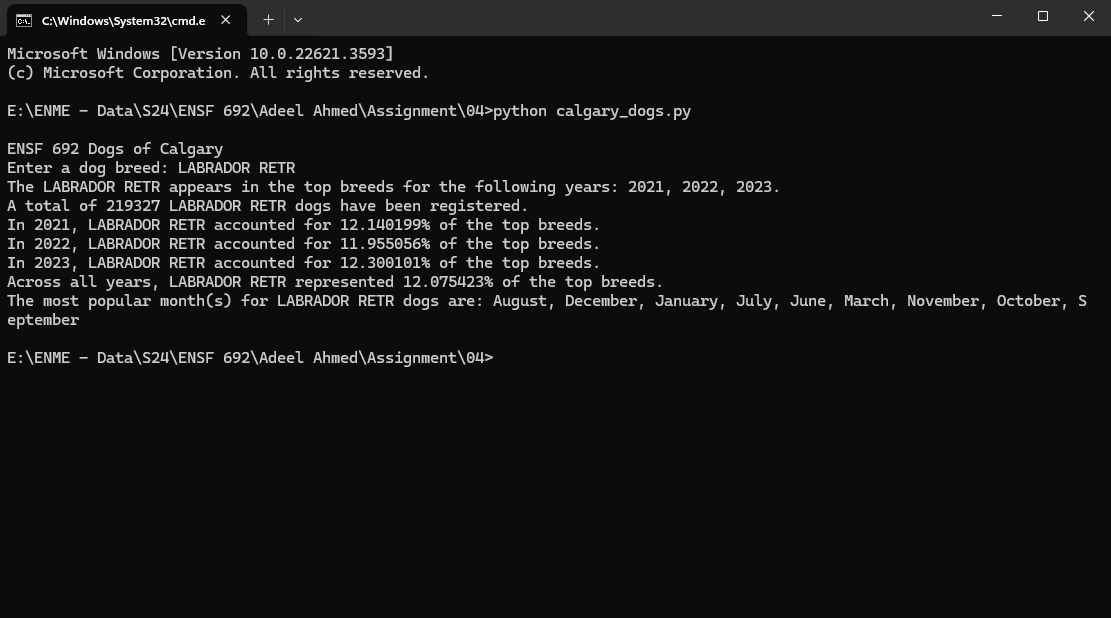 C:\Windows\System32\cmd.e
Microsoft Windows [Version 10.0.22621.3593]
(c) Microsoft Corporation. All rights reserved.
E:\ENME - Data\S24\ENSF 692\Adeel Ahmed\Assignment\04>python calgary_dogs.py
ENSF 692 Dogs of Calgary
Enter a dog breed: LABRADOR RETR
The LABRADOR RETR appears in the top breeds for the following years: 2021, 2022, 2023.
A total of 219327 LABRADOR RETR dogs have been registered.
In 2021, LABRADOR RETR accounted for 12.140199% of the top breeds.
In 2022, LABRADOR RETR accounted for 11.955056% of the top breeds.
In 2023, LABRADOR RETR accounted for 12.300101% of the top breeds.
Across all years, LABRADOR RETR represented 12.075423% of the top breeds.
The most popular month(s) for LABRADOR RETR dogs are: August, December, January, July, June, March, November, October, S
eptember
E:\ENME - Data\S24\ENSF 692\Adeel Ahmed\Assignment\04>